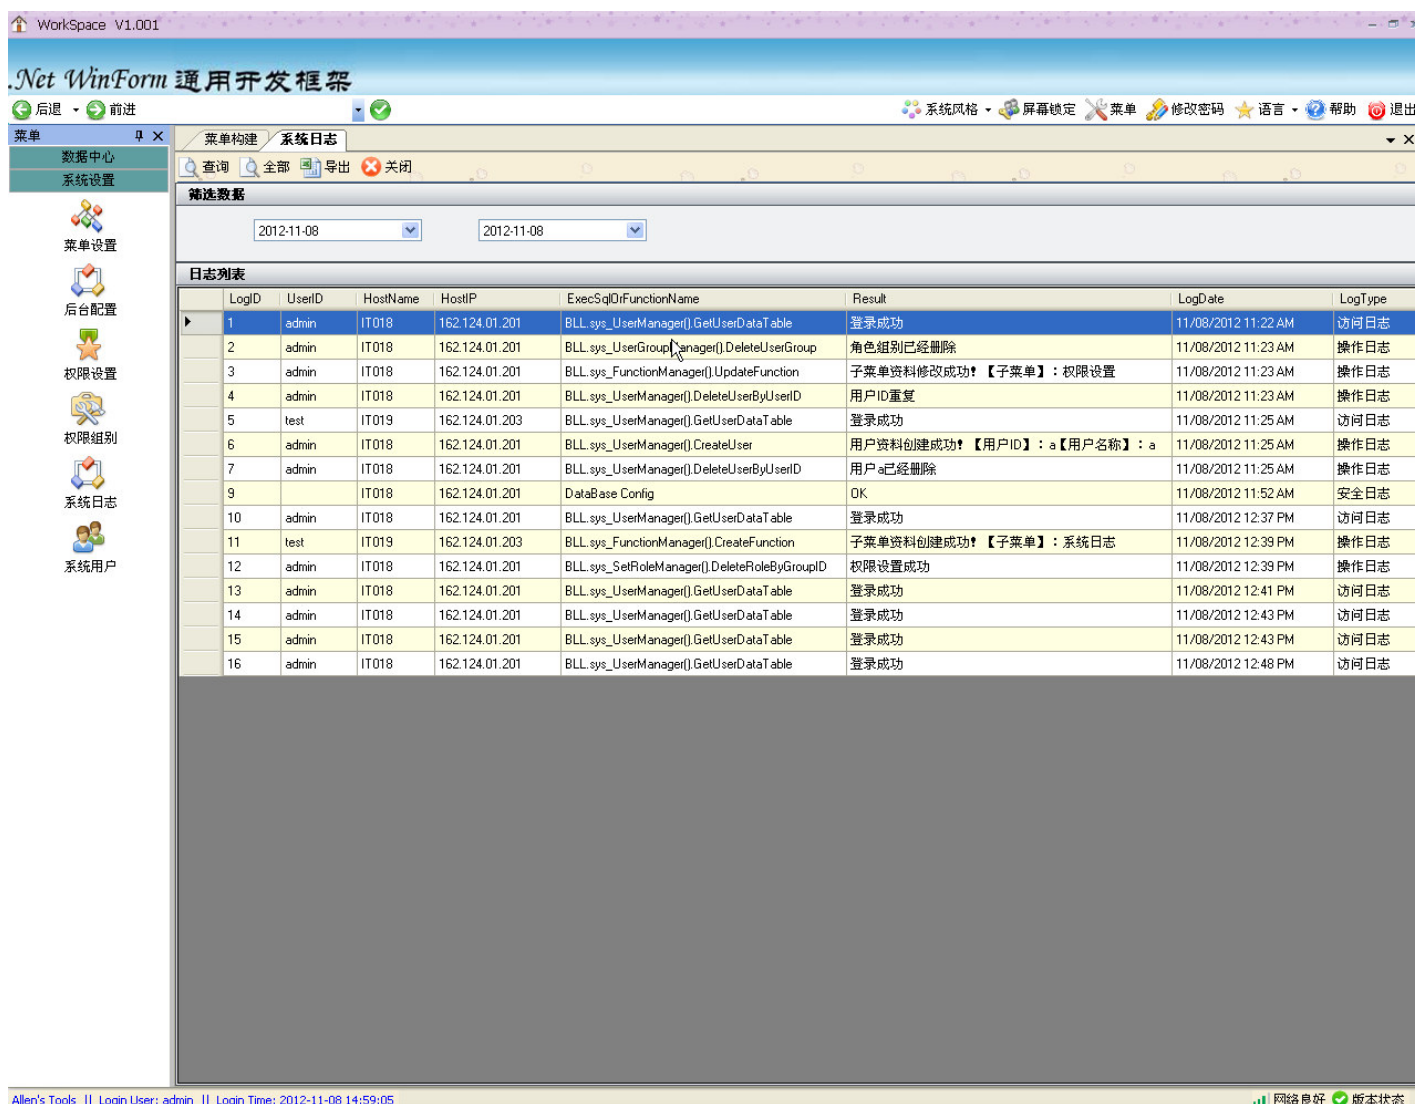 WorkSpace V1.001
.Net WinForm 通用开发框架
后退 前进 系统风格 屏幕锁定 菜单 修改密码 语言 帮助 退出
菜单
数据中心
系统设置
菜单设置
后台配置
权限设置
权限组别
系统日志
系统用户
菜单构建 系统日志
查询 全部 导出 关闭
筛选数据
2012-11-08 2012-11-08
日志列表
LogID UserID HostName HostIP ExecSqlOrFunctionName Result LogDate LogType
1 admin IT018 162.124.01.201 BLL.sys_UserManager().GetUserDataTable 登录成功 11/08/2012 11:22 AM 访问日志
2 admin IT018 162.124.01.201 BLL.sys_UserGroupManager().DeleteUserGroup 角色组别已经删除 11/08/2012 11:23 AM 操作日志
3 admin IT018 162.124.01.201 BLL.sys_FunctionManager().UpdateFunction 子菜单资料修改成功!【子菜单】:权限设置 11/08/2012 11:23 AM 操作日志
4 admin IT018 162.124.01.201 BLL.sys_UserManager().DeleteUserByUserID 用户ID重复 11/08/2012 11:23 AM 操作日志
5 test IT019 162.124.01.203 BLL.sys_UserManager().GetUserDataTable 登录成功 11/08/2012 11:25 AM 访问日志
6 admin IT018 162.124.01.201 BLL.sys_UserManager().CreateUser 用户资料创建成功!【用户ID】:a【用户名称】:a 11/08/2012 11:25 AM 操作日志
7 admin IT018 162.124.01.201 BLL.sys_UserManager().DeleteUserByUserID 用户a已经删除 11/08/2012 11:25 AM 操作日志
9 IT018 162.124.01.201 DataBase Config OK 11/08/2012 11:52 AM 安全日志
10 admin IT018 162.124.01.201 BLL.sys_UserManager().GetUserDataTable 登录成功 11/08/2012 12:37 PM 访问日志
11 test IT019 162.124.01.203 BLL.sys_FunctionManager().CreateFunction 子菜单资料创建成功!【子菜单】:系统日志 11/08/2012 12:39 PM 操作日志
12 admin IT018 162.124.01.201 BLL.sys_SetRoleManager().DeleteRoleByGroupID 权限设置成功 11/08/2012 12:39 PM 操作日志
13 admin IT018 162.124.01.201 BLL.sys_UserManager().GetUserDataTable 登录成功 11/08/2012 12:41 PM 访问日志
14 admin IT018 162.124.01.201 BLL.sys_UserManager().GetUserDataTable 登录成功 11/08/2012 12:43 PM 访问日志
15 admin IT018 162.124.01.201 BLL.sys_UserManager().GetUserDataTable 登录成功 11/08/2012 12:43 PM 访问日志
16 admin IT018 162.124.01.201 BLL.sys_UserManager().GetUserDataTable 登录成功 11/08/2012 12:48 PM 访问日志
Allen's Tools || Login User: admin || Login Time: 2012-11-08 14:59:05 网络良好 版本状态